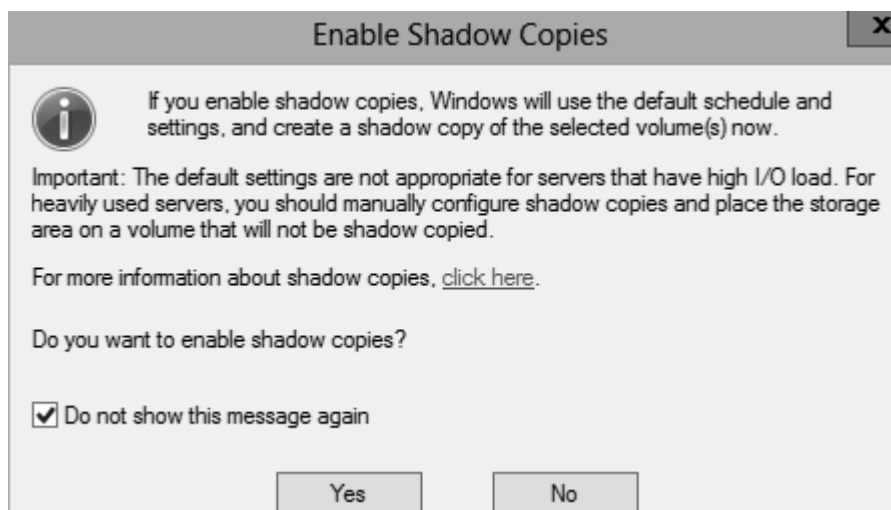 Enable Shadow Copies
x
If you enable shadow copies, Windows will use the default schedule and
settings, and create a shadow copy of the selected volume(s) now.
Important: The default settings are not appropriate for servers that have high I/O load. For
heavily used servers, you should manually configure shadow copies and place the storage
area on a volume that will not be shadow copied.
For more information about shadow copies, click here.
Do you want to enable shadow copies?
Do not show this message again
Yes No